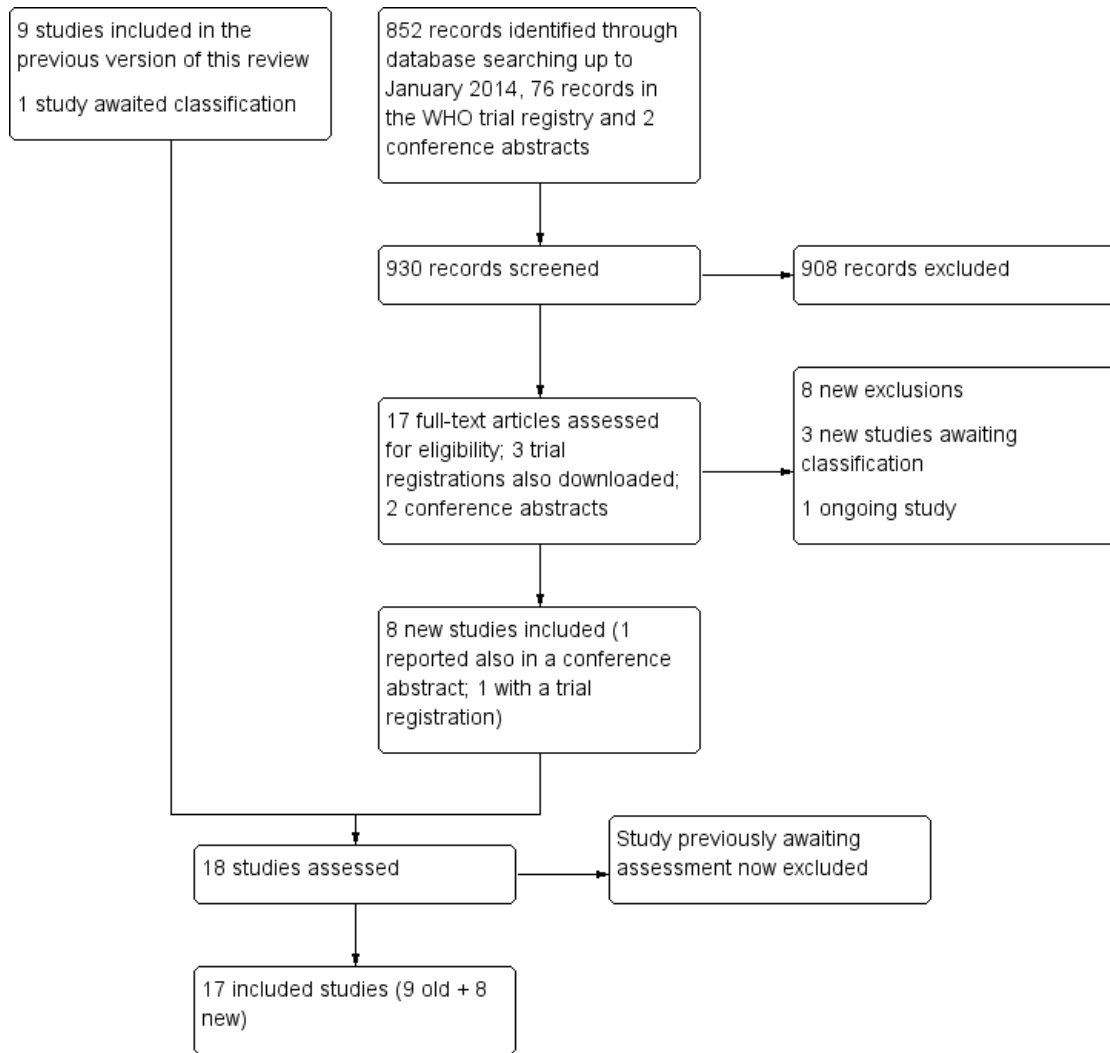 9 studies included in the
previous version of this review
1 study awaited classification
852 records identified through
database searching up to
January 2014, 76 records in
the WHO trial registry and 2
conference abstracts
930 records screened
908 records excluded
17 full-text articles assessed
for eligibility; 3 trial
registrations also downloaded;
2 conference abstracts
8 new exclusions
3 new studies awaiting
classification
1 ongoing study
8 new studies included (1
reported also in a conference
abstract; 1 with a trial
registration)
18 studies assessed
Study previously awaiting
assessment now excluded
17 included studies (9 old + 8
new)